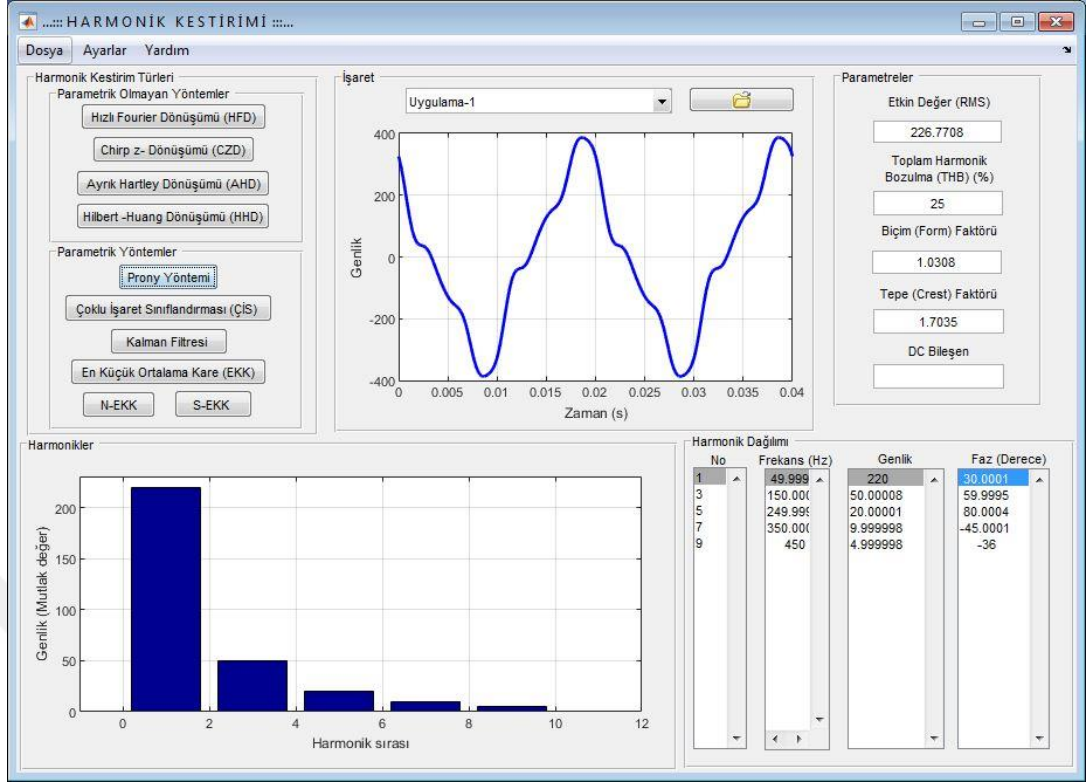 ...::: HARMONİK KESTİRİMİ :::...
Dosya Ayarlar Yardım
Harmonik Kestirim Türleri
Parametrik Olmayan Yöntemler
Hızlı Fourier Dönüşümü (HFD)
Chirp z- Dönüşümü (CZD)
Ayrık Hartley Dönüşümü (AHD)
Hilbert -Huang Dönüşümü (HHD)
Parametrik Yöntemler
Prony Yöntemi
Çoklu İşaret Sınıflandırması (ÇİS)
Kalman Filtresi
En Küçük Ortalama Kare (EKK)
N-EKK S-EKK
İşaret
Uygulama-1
400
200
0
-200
-400
Genlik
0 0.005 0.01 0.015 0.02 0.025 0.03 0.035 0.04
Zaman (s)
Parametreler
Etkin Değer (RMS)
226.7708
Toplam Harmonik
Bozulma (THB) (%)
25
Biçim (Form) Faktörü
1.0308
Tepe (Crest) Faktörü
1.7035
DC Bileşen
Harmonikler
200
150
100
50
0
Genlik (Mutlak değer)
0 2 4 6 8 10 12
Harmonik sırası
Harmonik Dağılımı
No Frekans (Hz) Genlik Faz (Derece)
1 49.999 220 30.0001
3 150.000 50.00008 59.9995
5 249.999 20.00001 80.0004
7 350.000 9.999998 -45.0001
9 450 4.999998 -36